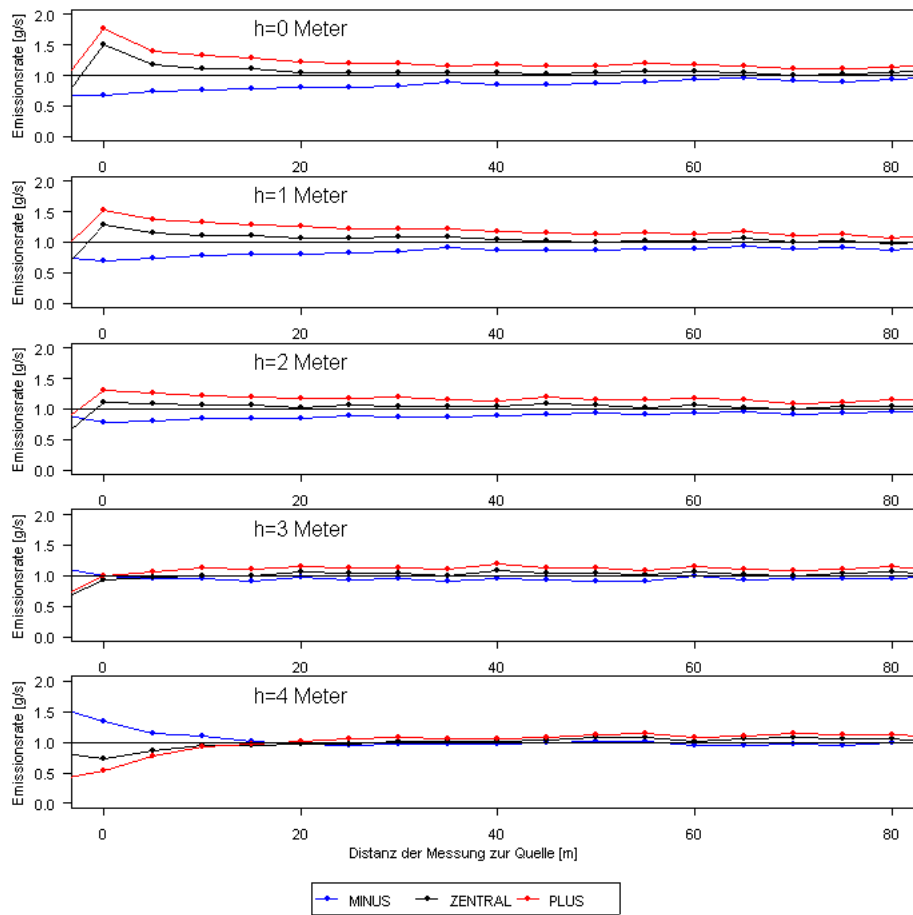 h=0 Meter
Emissionsrate [g/s]
2.0
1.5
1.0
0.5
0.0
0 20 40 60 80
h=1 Meter
Emissionsrate [g/s]
2.0
1.5
1.0
0.5
0.0
0 20 40 60 80
h=2 Meter
Emissionsrate [g/s]
2.0
1.5
1.0
0.5
0.0
0 20 40 60 80
h=3 Meter
Emissionsrate [g/s]
2.0
1.5
1.0
0.5
0.0
0 20 40 60 80
h=4 Meter
Emissionsrate [g/s]
2.0
1.5
1.0
0.5
0.0
0 20 40 60 80
Distanz der Messung zur Quelle [m]
MINUS ZENTRAL PLUS